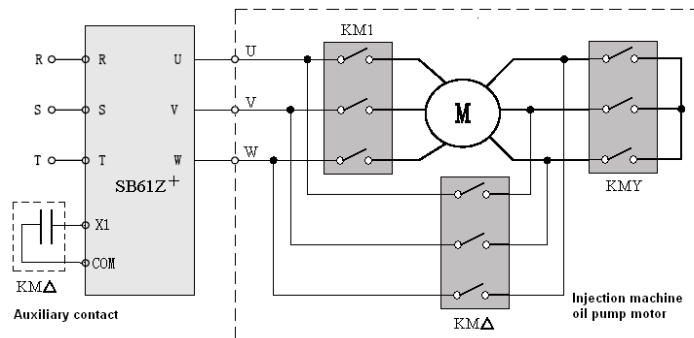 KM1
R R U U
S S V V
T T W W
M
SB61Z+
KMY
X1
COM
KMΔ
Auxiliary contact
KMΔ
Injection machine
oil pump motor